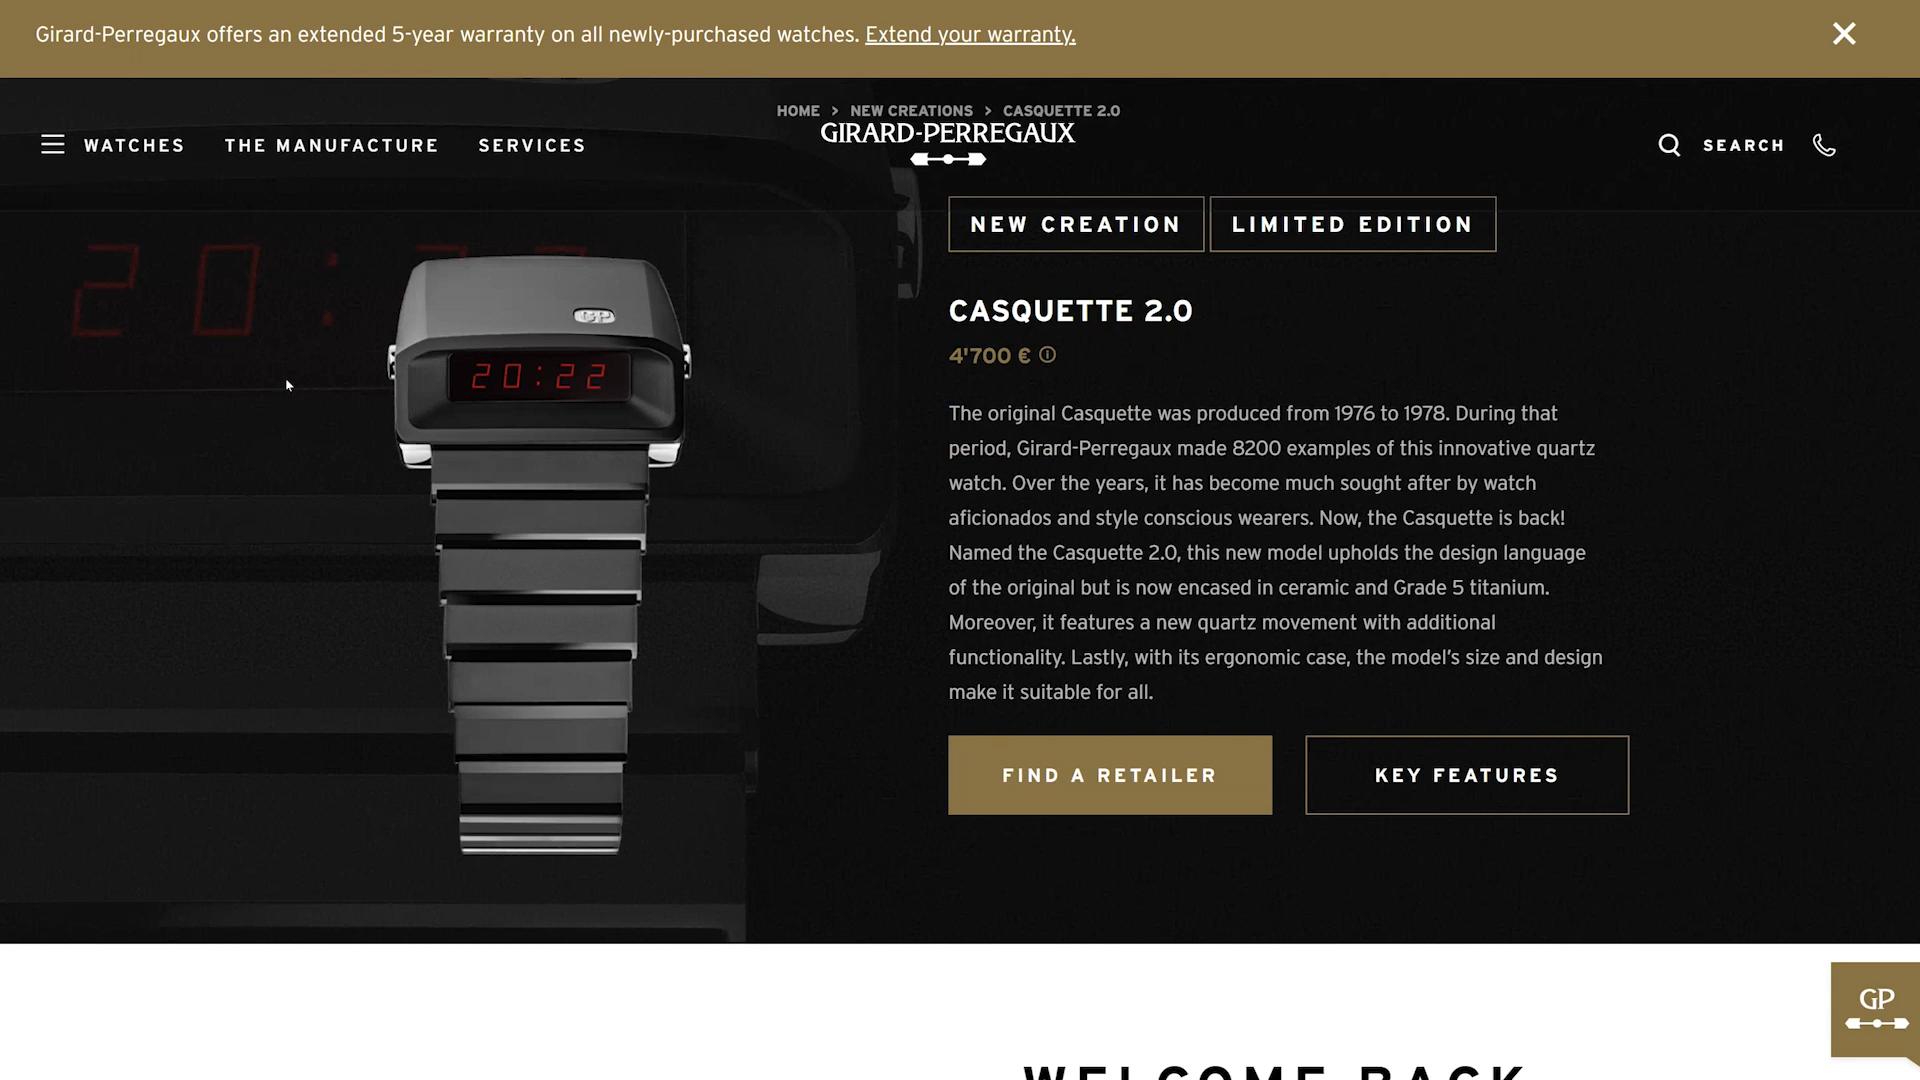 Girard-Perregaux offers an extended 5-year warranty on all newly-purchased watches. Extend your warranty.
HOME > NEW CREATIONS > CASQUETTE 2.0
WATCHES THE MANUFACTURE SERVICES
GIRARD-PERREGAUX
SEARCH
NEW CREATION LIMITED EDITION
20:22
GP
20:22
CASQUETTE 2.0
4'700 €
The original Casquette was produced from 1976 to 1978. During that
period, Girard-Perregaux made 8200 examples of this innovative quartz
watch. Over the years, it has become much sought after by watch
aficionados and style conscious wearers. Now, the Casquette is back!
Named the Casquette 2.0, this new model upholds the design language
of the original but is now encased in ceramic and Grade 5 titanium.
Moreover, it features a new quartz movement with additional
functionality. Lastly, with its ergonomic case, the model's size and design
make it suitable for all.
FIND A RETAILER KEY FEATURES
GP
WELCOME BACK